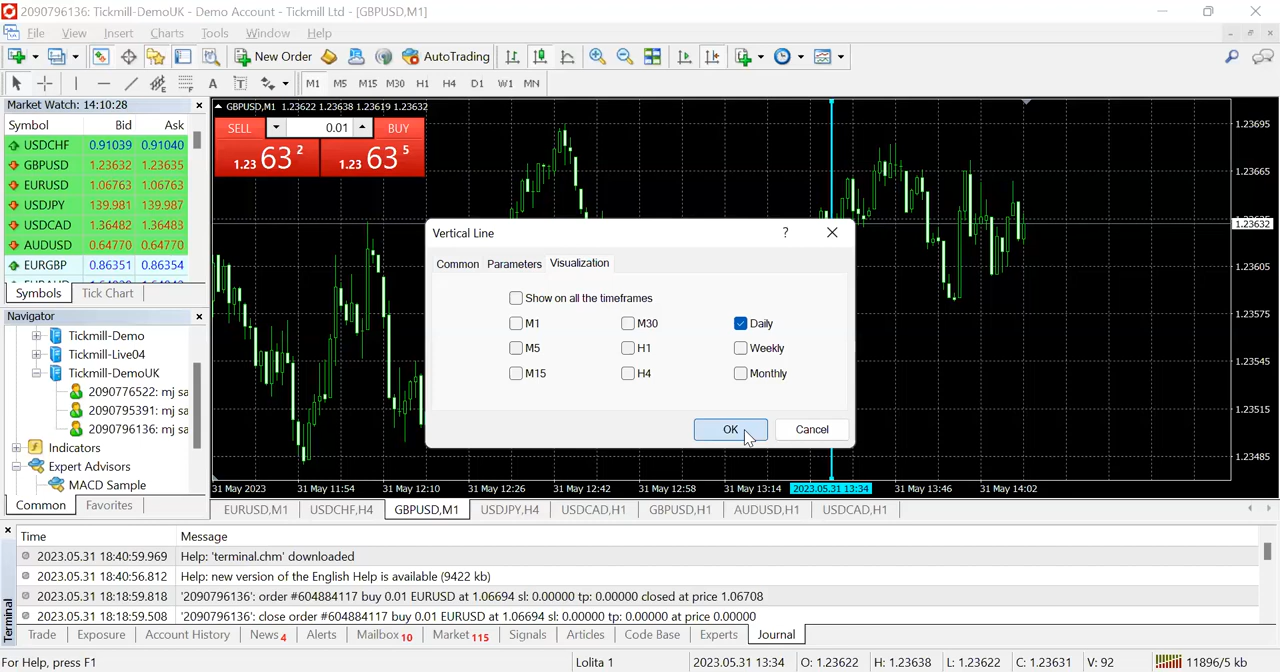 2090796136: Tickmill-DemoUK - Demo Account - Tickmill Ltd - [GBPUSD,M1]
File View Insert Charts Tools Window Help
New Order AutoTrading
A T M1 M5 M15 M30 H1 H4 D1 W1 MN
Market Watch: 14:10:28
Symbol Bid Ask
USDCHF 0.91039 0.91040
GBPUSD 1.23632 1.23635
EURUSD 1.06763 1.06763
USDJPY 139.981 139.987
USDCAD 1.36482 1.36483
AUDUSD 0.64770 0.64770
EURGBP 0.86351 0.86354
Symbols Tick Chart
Navigator
Tickmill-Demo
Tickmill-Live04
Tickmill-DemoUK
2090776522: mj sa
2090795391: mj sa
2090796136: mj sa
Indicators
Expert Advisors
MACD Sample
Common Favorites
GBPUSD,M1 1.23622 1.23638 1.23619 1.23632
SELL 0.01 BUY
1.23 63 2 1.23 63 5
1.23695
1.23665
1.23632
1.23605
1.23575
1.23545
1.23515
1.23485
Vertical Line ?
Common Parameters Visualization
Show on all the timeframes
M1 M30 Daily
M5 H1 Weekly
M15 H4 Monthly
OK Cancel
31 May 2023 31 May 11:54 31 May 12:10 31 May 12:26 31 May 12:42 31 May 12:58 31 May 13:14 2023.05.31 13:34 31 May 13:46 31 May 14:02
EURUSD,M1 USDCHF,H4 GBPUSD,M1 USDJPY,H4 USDCAD,H1 GBPUSD,H1 AUDUSD,H1 USDCAD,H1
Time Message
2023.05.31 18:40:59.969 Help: 'terminal.chm' downloaded
2023.05.31 18:40:56.812 Help: new version of the English Help is available (9422 kb)
2023.05.31 18:18:59.818 '2090796136': order #604884117 buy 0.01 EURUSD at 1.06694 sl: 0.00000 tp: 0.00000 closed at price 1.06708
2023.05.31 18:18:59.508 '2090796136': close order #604884117 buy 0.01 EURUSD at 1.06694 sl: 0.00000 tp: 0.00000 at price 0.00000
Terminal
Trade Exposure Account History News 4 Alerts Mailbox 10 Market 115 Signals Articles Code Base Experts Journal
For Help, press F1 Lolita 1 2023.05.31 13:34 O: 1.23622 H: 1.23638 L: 1.23622 C: 1.23631 V: 92 11896/5 kb